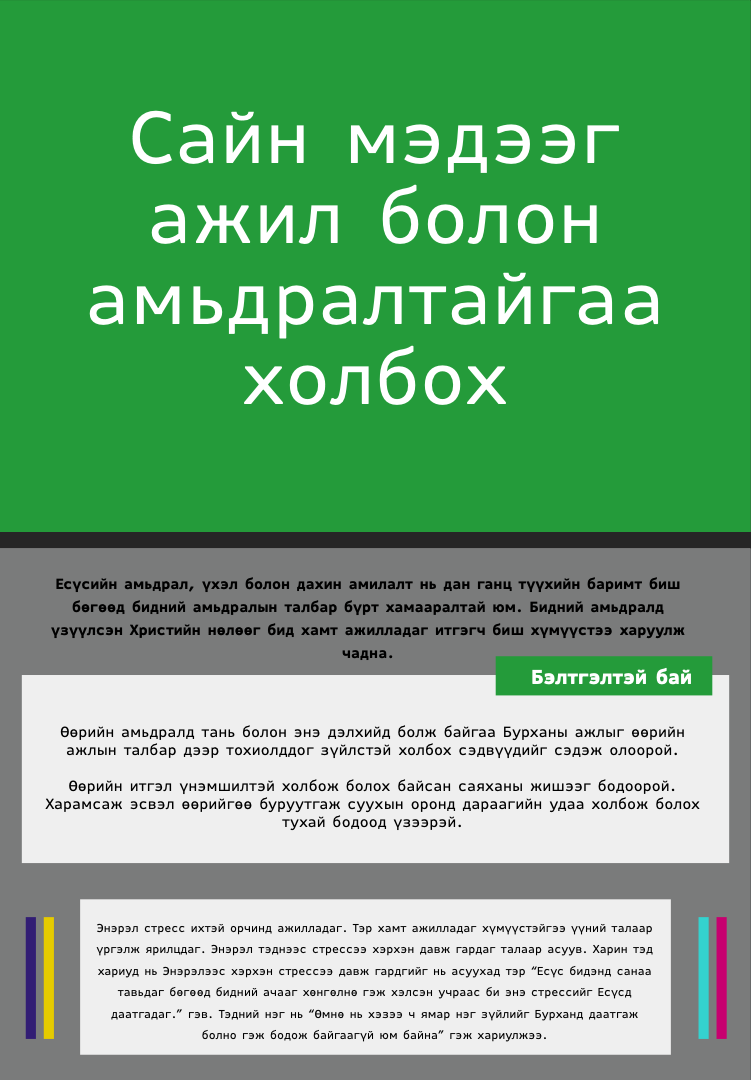 Сайн мэдээг
ажил болон
амьдралтайгаа
холбох
Есүсийн амьдрал, үхэл болон дахин амилалт нь дан ганц түүхийн баримт биш
бөгөөд бидний амьдралын талбар бүрт хамааралтай юм. Бидний амьдралд
үзүүлсэн Христийн нөлөөг бид хамт ажилладаг итгэгч биш хүмүүстээ харуулж
чадна.
Бэлтгэлтэй бай
Өөрийн амьдралд тань болон энэ дэлхийд болж байгаа Бурханы ажлыг өөрийн
ажлын талбар дээр тохиолддог зүйлстэй холбох сэдвүүдийг сэдэж олоорой.
Өөрийн итгэл үнэмшилтэй холбож болох байсан саяханы жишээг бодоорой.
Харамсаж эсвэл өөрийгөө буруутгаж суухын оронд дараагийн удаа холбож болох
тухай бодоод үзээрэй.
Энэрэл стресс ихтэй орчинд ажилладаг. Тэр хамт ажилладаг хүмүүстэйгээ үүний талаар
үргэлж ярилцдаг. Энэрэл тэднээс стрессээ хэрхэн давж гардаг талаар асуув. Харин тэд
хариуд нь Энэрэлээс хэрхэн стрессээ давж гардгийг нь асуухад тэр “Есүс бидэнд санаа
тавьдаг бөгөөд бидний ачааг хөнгөлнө гэж хэлсэн учраас би энэ стрессийг Есүсд
даатгадаг.” гэв. Тэдний нэг нь “Өмнө нь хэзээ ч ямар нэг зүйлийг Бурханд даатгаж
болно гэж бодож байгаагүй юм байна” гэж хариулжээ.